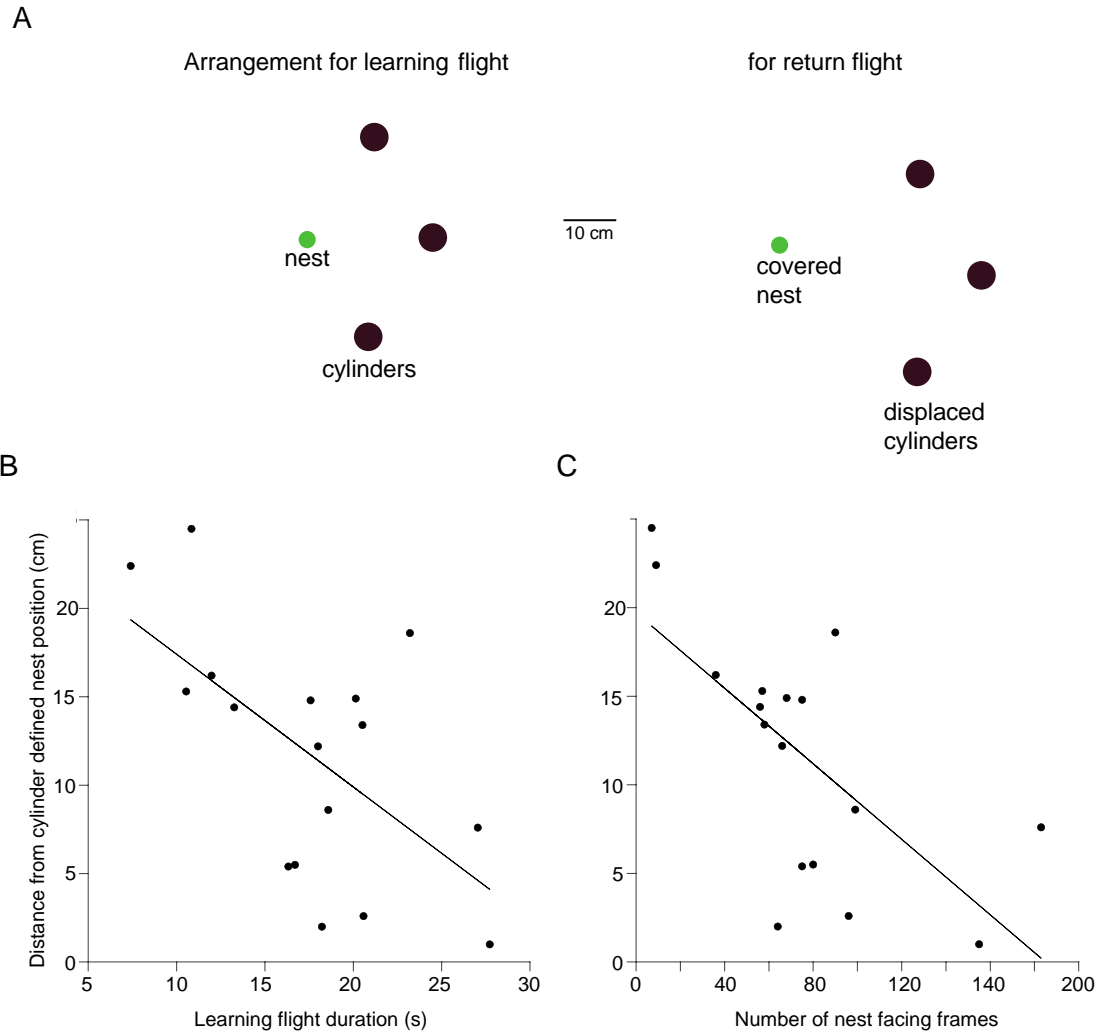 A
Arrangement for learning flight
for return flight
10 cm
nest
covered
nest
cylinders
displaced
cylinders
B
C
Distance from cylinder defined nest position (cm)
20
15
10
5
0
5
10
15
20
25
30
Learning flight duration (s)
20
15
10
5
0
0
40
60
80
120
140
200
Number of nest facing frames